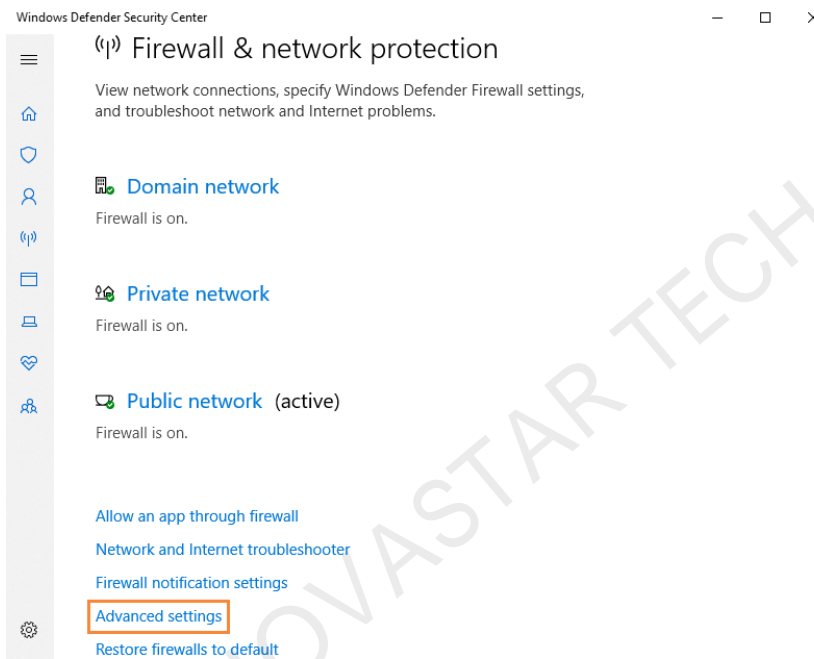 Windows Defender Security Center
Firewall & network protection
View network connections, specify Windows Defender Firewall settings,
and troubleshoot network and Internet problems.
Domain network
Firewall is on.
Private network
Firewall is on.
Public network (active)
Firewall is on.
Allow an app through firewall
Network and Internet troubleshooter
Firewall notification settings
Advanced settings
Restore firewalls to default
OVASTAR TECH